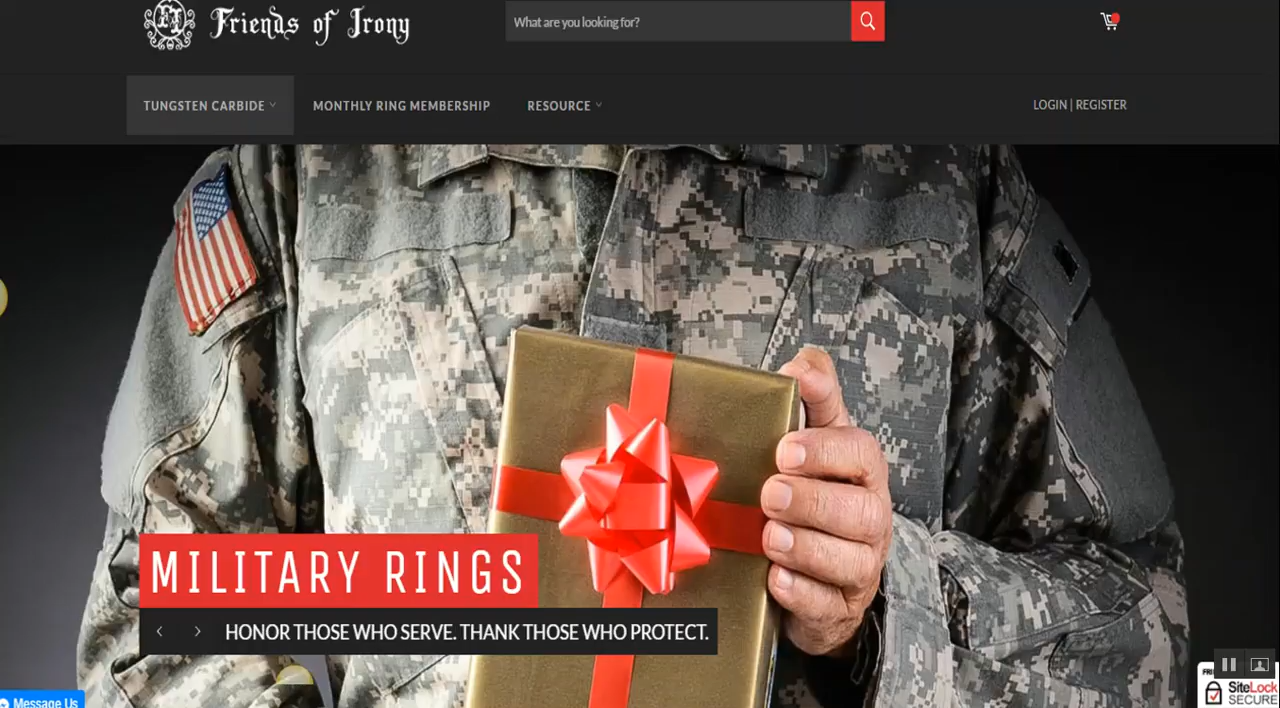 Friends of Irony
What are you looking for?
TUNGSTEN CARBIDE
MONTHLY RING MEMBERSHIP
RESOURCE
LOGIN | REGISTER
MILITARY RINGS
HONOR THOSE WHO SERVE. THANK THOSE WHO PROTECT.
Message Us
SiteLock
SECURE